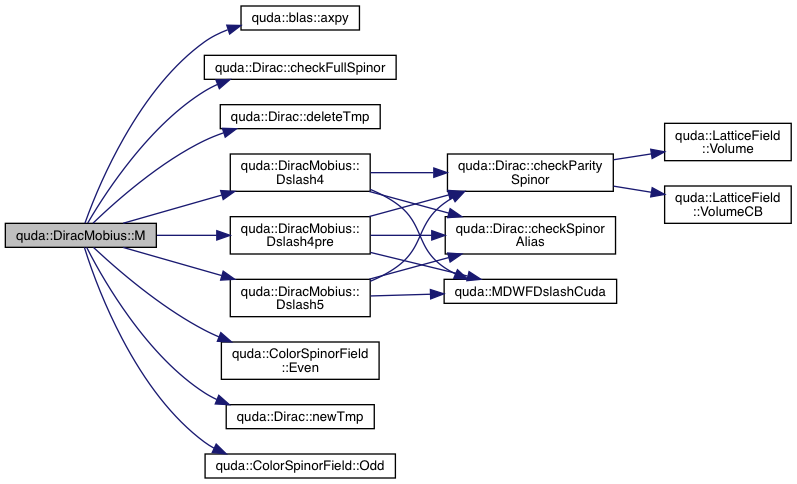 quda::DiracMobius::M
quda::blas::axpy
quda::Dirac::checkFullSpinor
quda::Dirac::deleteTmp
quda::DiracMobius::
Dslash4
quda::DiracMobius::
Dslash4pre
quda::DiracMobius::
Dslash5
quda::ColorSpinorField
::Even
quda::Dirac::newTmp
quda::ColorSpinorField::Odd
quda::Dirac::checkParity
Spinor
quda::Dirac::checkSpinor
Alias
quda::MDWFDslashCuda
quda::LatticeField
::Volume
quda::LatticeField
::VolumeCB